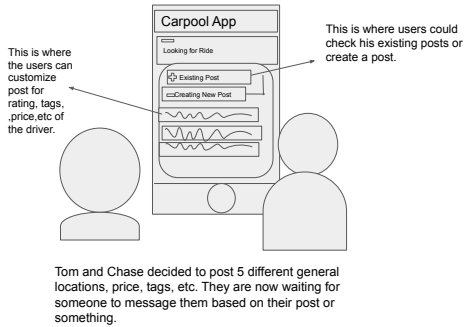 Carpool App
Looking for Ride
Existing Post
Creating New Post
This is where
the users can
customize
post for
rating, tags,
,price,etc of
the driver.
This is where users could
check his existing posts or
create a post.
Tom and Chase decided to post 5 different general
locations, price, tags, etc. They are now waiting for
someone to message them based on their post or
something.